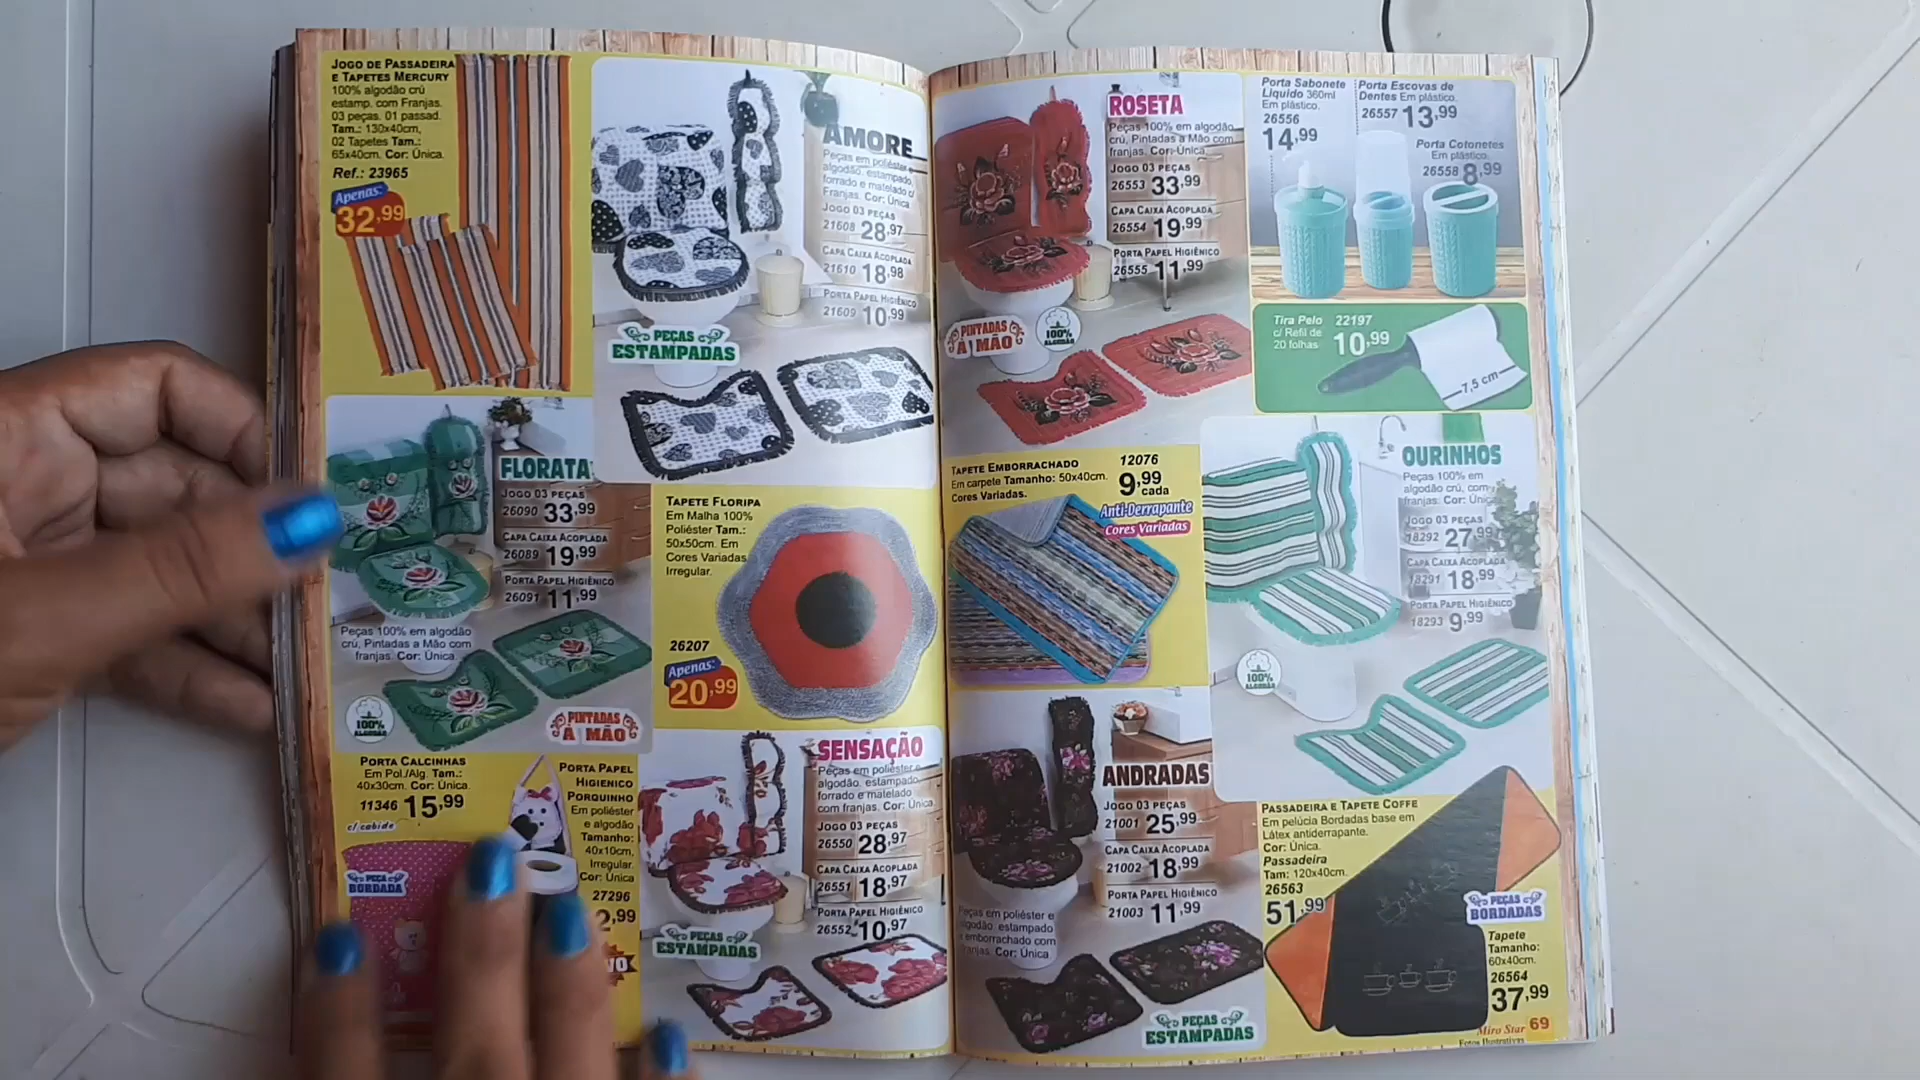 JOGO DE PASSADEIRA
E TAPETES MERCURY
100% algodão crú
estamp. com Franjas.
03 peças. 01 passad.
Tam.: 130x40cm,
02 Tapetes Tam.:
65x40cm. Cor: Única.
Ref.: 23965
Apenas:
32,99
AMORE
Peças em poliéster e
algodão, estampado,
forrado e matelado c/
Franjas. Cor: Única
JOGO 03 PEÇAS
21608 28,97
CAPA CAIXA ACOPLADA
21610 18,98
PORTA PAPEL HIGIÊNICO
21609 10,99
PEÇAS
ESTAMPADAS
FLORATA
JOGO 03 PEÇAS
26090 33,99
CAPA CAIXA ACOPLADA
26089 19,99
PORTA PAPEL HIGIÊNICO
26091 11,99
Peças 100% em algodão
crú, Pintadas a Mão com
franjas. Cor: Única.
100%
ALGODÃO
PINTADAS
À MÃO
TAPETE FLORIPA
Em Malha 100%
Poliéster Tam.:
50x50cm. Em
Cores Variadas
Irregular.
26207
Apenas:
20,99
PORTA CALCINHAS
Em Pol./Alg. Tam.:
40x30cm. Cor: Única.
11346 15,99
c/ cabide
PEÇA
BORDADA
PORTA PAPEL
HIGIENICO
PORQUINHO
Em poliéster
e algodão
Tamanho:
40x10cm,
Irregular.
Cor: Única
27296
2,99
SENSAÇÃO
Peças em poliéster e
algodão, estampado
forrado e matelado
com franjas. Cor: Única
JOGO 03 PEÇAS
26550 28,97
CAPA CAIXA ACOPLADA
26551 18,97
PORTA PAPEL HIGIÊNICO
26552 10,97
PEÇAS
ESTAMPADAS
ROSETA
Peças 100% em algodão
crú, Pintadas a Mão com
franjas. Cor: Única
JOGO 03 PEÇAS
26553 33,99
CAPA CAIXA ACOPLADA
26554 19,99
PORTA PAPEL HIGIÊNICO
26555 11,99
PINTADAS
À MÃO
100%
ALGODÃO
Porta Sabonete
Líquido 360ml
Em plástico.
26556
14,99
Porta Escovas de
Dentes Em plástico.
26557 13,99
Porta Cotonetes
Em plástico.
26558 8,99
Tira Pelo 22197
c/ Refil de
20 folhas
10,99
7,5 cm
TAPETE EMBORRACHADO 12076
Em carpete Tamanho: 50x40cm.
Cores Variadas.
9,99
cada
Anti-Derrapante
Cores Variadas
OURINHOS
Peças 100% em
algodão crú, com
franjas. Cor: Única
JOGO 03 PEÇAS
18292 27,99
CAPA CAIXA ACOPLADA
18291 18,99
PORTA PAPEL HIGIÊNICO
18293 9,99
100%
ALGODÃO
ANDRADAS
JOGO 03 PEÇAS
21001 25,99
CAPA CAIXA ACOPLADA
21002 18,99
PORTA PAPEL HIGIÊNICO
21003 11,99
Peças em poliéster e
algodão estampado
emborrachado com
franjas. Cor: Única
PEÇAS
ESTAMPADAS
PASSADEIRA E TAPETE COFFE
Em pelúcia Bordadas base em
Látex antiderrapante.
Cor: Única.
Passadeira
Tam: 120x40cm.
26563
51,99
PEÇAS
BORDADAS
Tapete
Tamanho:
60x40cm.
26564
37,99
Miro Star 69
Fotos Ilustrativas